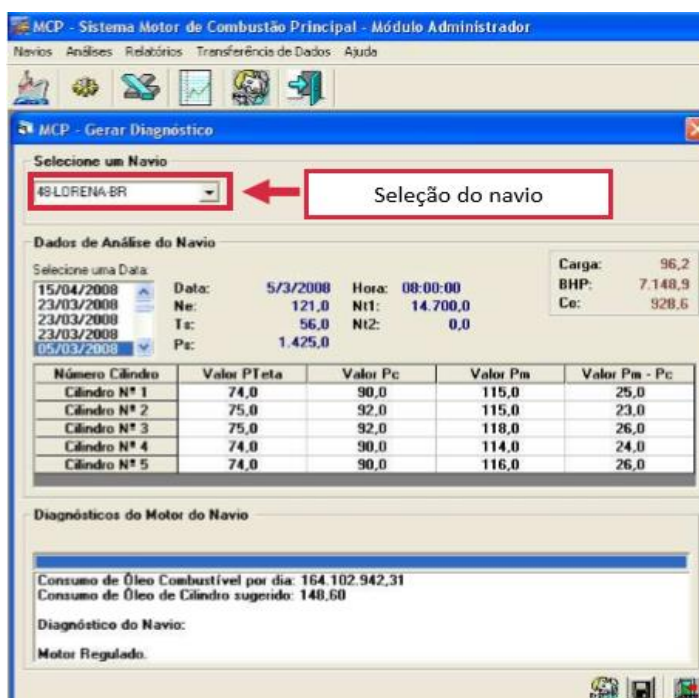 MCP - Sistema Motor de Combustão Principal - Módulo Administrador
Navios Análises Relatórios Transferência de Dados Ajuda
MCP - Gerar Diagnóstico
Selecione um Navio
48-LORENA-BR
Seleção do navio
Dados de Análise do Navio
Selecione uma Data:
15/04/2008
23/03/2008
23/03/2008
23/03/2008
05/03/2008
Data: 5/3/2008 Hora: 08:00:00
Ne: 121,0 Nt1: 14.700,0
Ts: 56,0 Nt2: 0,0
Ps: 1.425,0
Carga: 96,2
BHP: 7.148,9
Ce: 928,6
Número Cilindro Valor PTeta Valor Pc Valor Pm Valor Pm - Pc
Cilindro Nº 1 74,0 90,0 115,0 25,0
Cilindro Nº 2 75,0 92,0 115,0 23,0
Cilindro Nº 3 75,0 92,0 118,0 26,0
Cilindro Nº 4 74,0 90,0 114,0 24,0
Cilindro Nº 5 74,0 90,0 116,0 26,0
Diagnósticos do Motor do Navio
Consumo de Óleo Combustível por dia: 164.102.942,31
Consumo de Óleo de Cilindro sugerido: 148,60
Diagnóstico do Navio:
Motor Regulado.